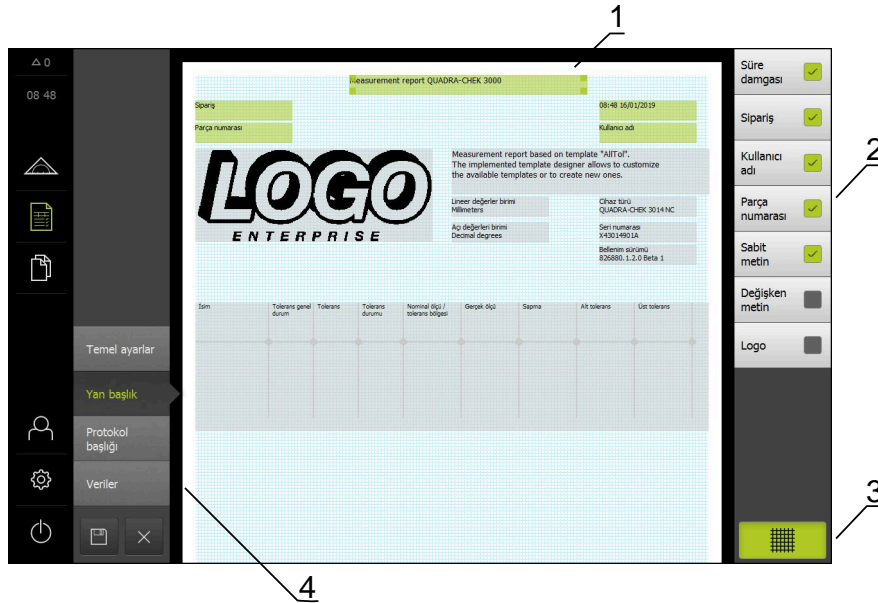 1
△ 0
08 48
Measurement report QUADRA-CHEK 3000
Sipariş
08:48 16/01/2019
Parça numarası
Kullanıcı adı
LOGO
ENTERPRISE
Measurement report based on template "AllTol".
The implemented template designer allows to customize
the available templates or to create new ones.
Lineer değerler birimi
Millimeters
Cihaz türü
QUADRA-CHEK 3014 NC
Açı değerleri birimi
Decimal degrees
Seri numarası
X43014901A
Bellenim sürümü
826880.1.2.0 Beta 1
İsim
Tolerans genel
durum
Tolerans
Tolerans
durumu
Nominal ölçü /
tolerans bölgesi
Gerçek ölçü
Sapma
Alt tolerans
Üst tolerans
Temel ayarlar
Yan başlık
Protokol
başlığı
Veriler
Süre
damgası
Sipariş
Kullanıcı
adı
Parça
numarası
Sabit
metin
Değişken
metin
Logo
2
3
4